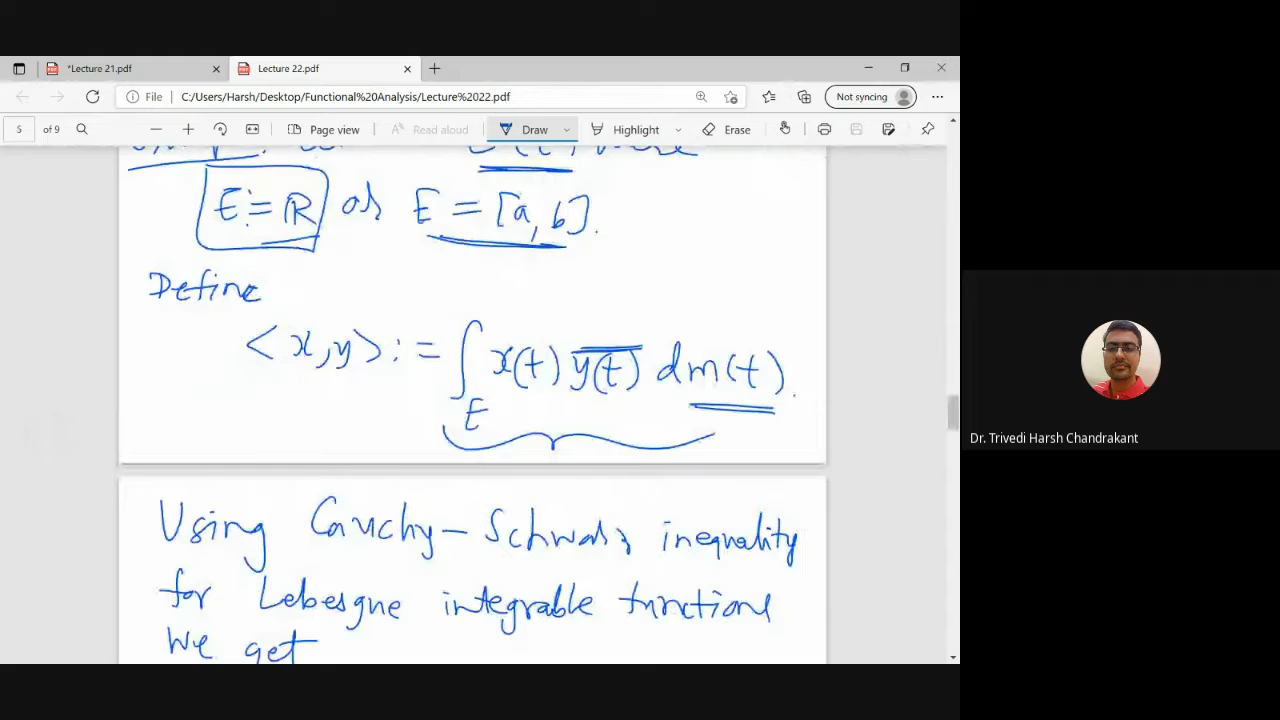 *Lecture 21.pdf
Lecture 22.pdf
File | C:/Users/Harsh/Desktop/Functional%20Analysis/Lecture%2022.pdf
Not syncing
5 of 9
Page view
Read aloud
Draw
Highlight
Erase
E := ℝ or E = [a, b].
Define
<x,y> := ∫_E x(t) \overline{y(t)} dm(t).
Using Cauchy-Schwarz inequality
for Lebesgue integrable functions
we get
Dr. Trivedi Harsh Chandrakant